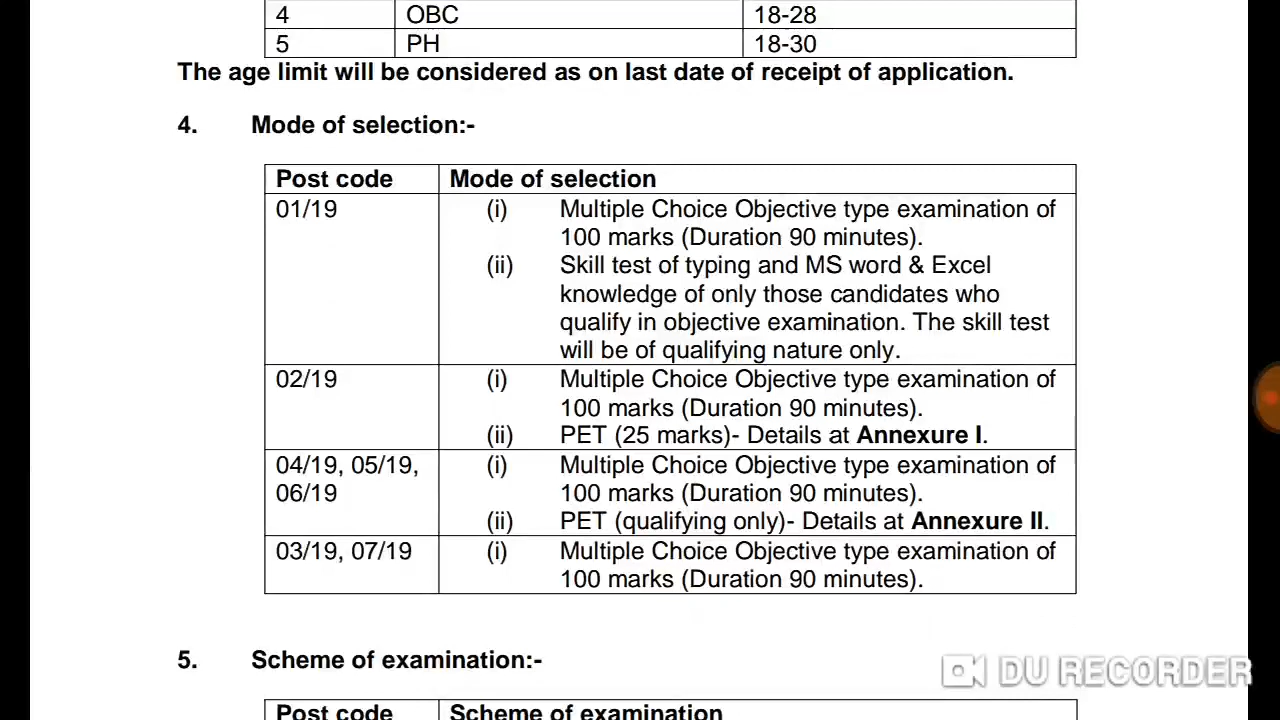 4 OBC 18-28
5 PH 18-30
The age limit will be considered as on last date of receipt of application.
4. Mode of selection:-
Post code Mode of selection
01/19 (i) Multiple Choice Objective type examination of
100 marks (Duration 90 minutes).
(ii) Skill test of typing and MS word & Excel
knowledge of only those candidates who
qualify in objective examination. The skill test
will be of qualifying nature only.
02/19 (i) Multiple Choice Objective type examination of
100 marks (Duration 90 minutes).
(ii) PET (25 marks)- Details at Annexure I.
04/19, 05/19, (i) Multiple Choice Objective type examination of
06/19 100 marks (Duration 90 minutes).
(ii) PET (qualifying only)- Details at Annexure II.
03/19, 07/19 (i) Multiple Choice Objective type examination of
100 marks (Duration 90 minutes).
5. Scheme of examination:-
DU RECORDER
Post code Scheme of examination